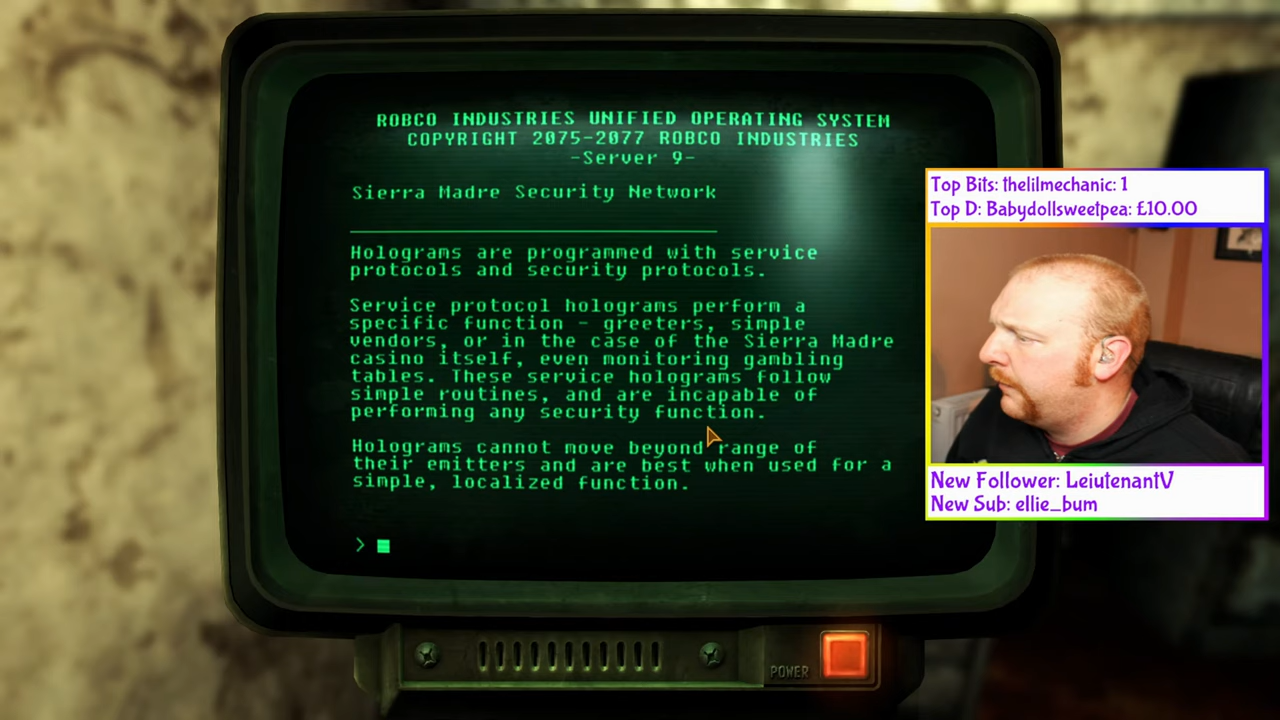 ROBCO INDUSTRIES UNIFIED OPERATING SYSTEM
COPYRIGHT 2075-2077 ROBCO INDUSTRIES
-Server 9-
Sierra Madre Security Network
Holograms are programmed with service
protocols and security protocols.
Service protocol holograms perform a
specific function - greeters, simple
vendors, or in the case of the Sierra Madre
casino itself, even monitoring gambling
tables. These service holograms follow
simple routines, and are incapable of
performing any security function.
Holograms cannot move beyond range of
their emitters and are best when used for a
simple, localized function.
>
POWER
Top Bits: thelilmechanic: 1
Top D: Babydollsweetpea: £10.00
New Follower: LeiutenantV
New Sub: ellie_bum